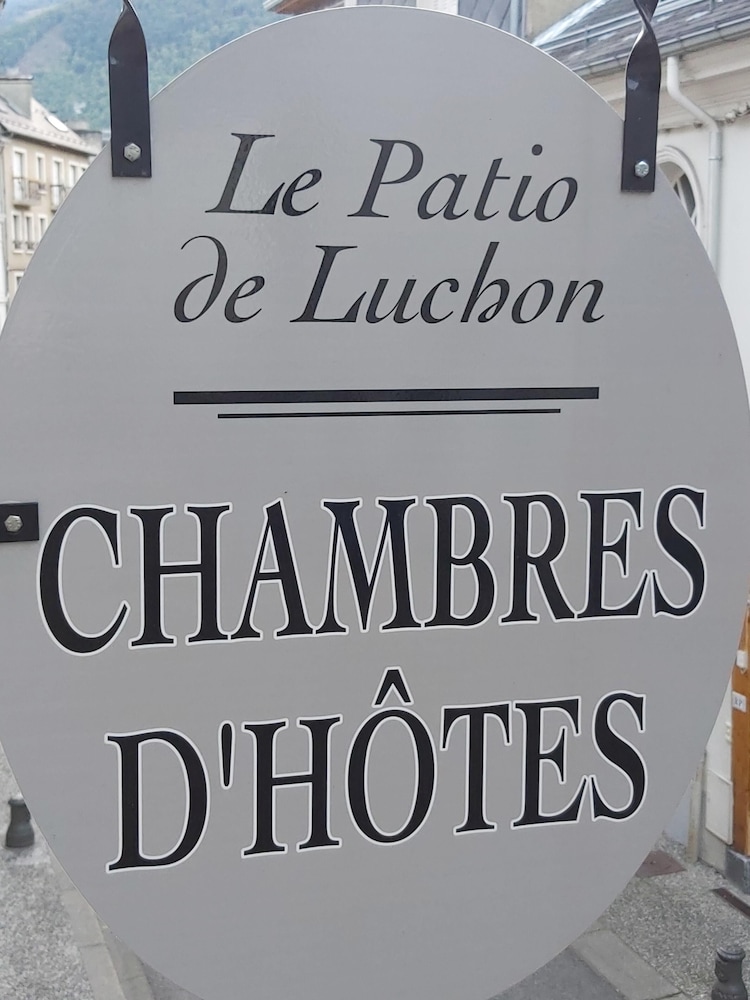 Le Patio
de Luchon
CHAMBRES
D'HÔTES